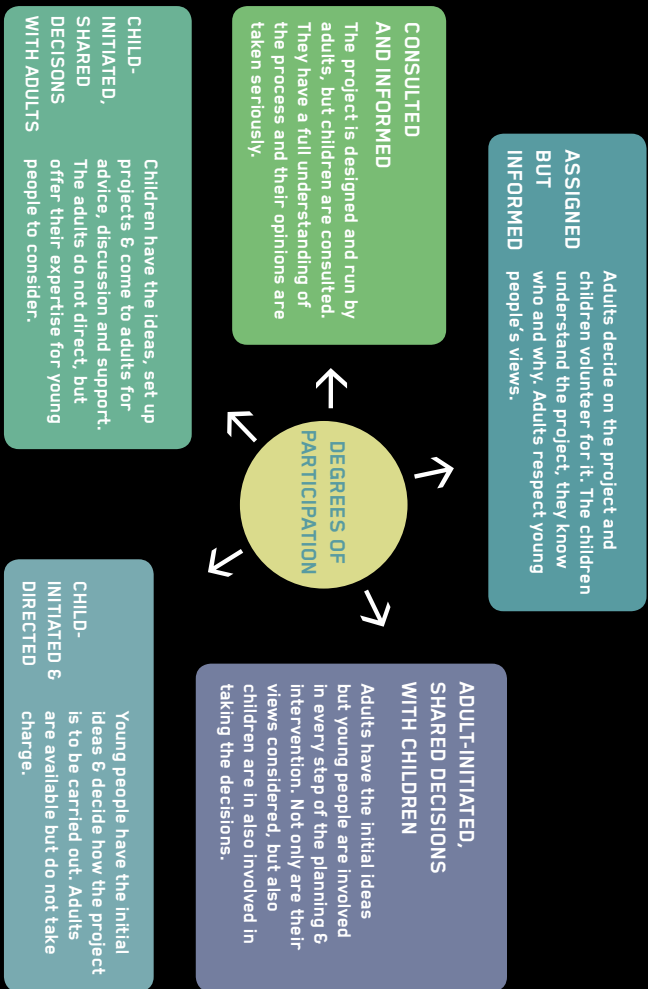 ASSIGNED
BUT
INFORMED
Adults decide on the project and
children volunteer for it. The children
understand the project, they know
who and why. Adults respect young
people’s views.
CONSULTED
AND INFORMED
The project is designed and run by
adults, but children are consulted.
They have a full understanding of
the process and their opinions are
taken seriously.
DEGREES OF
PARTICIPATION
ADULT-INITIATED,
SHARED DECISIONS
WITH CHILDREN
Adults have the initial ideas
but young people are involved
in every step of the planning &
intervention. Not only are their
views considered, but also
children are in also involved in
taking the decisions.
CHILD-
INITIATED,
SHARED
DECISONS
WITH ADULTS
Children have the ideas, set up
projects & come to adults for
advice, discussion and support.
The adults do not direct, but
offer their expertise for young
people to consider.
CHILD-
INITIATED &
DIRECTED
Young people have the initial
ideas & decide how the project
is to be carried out. Adults
are available but do not take
charge.